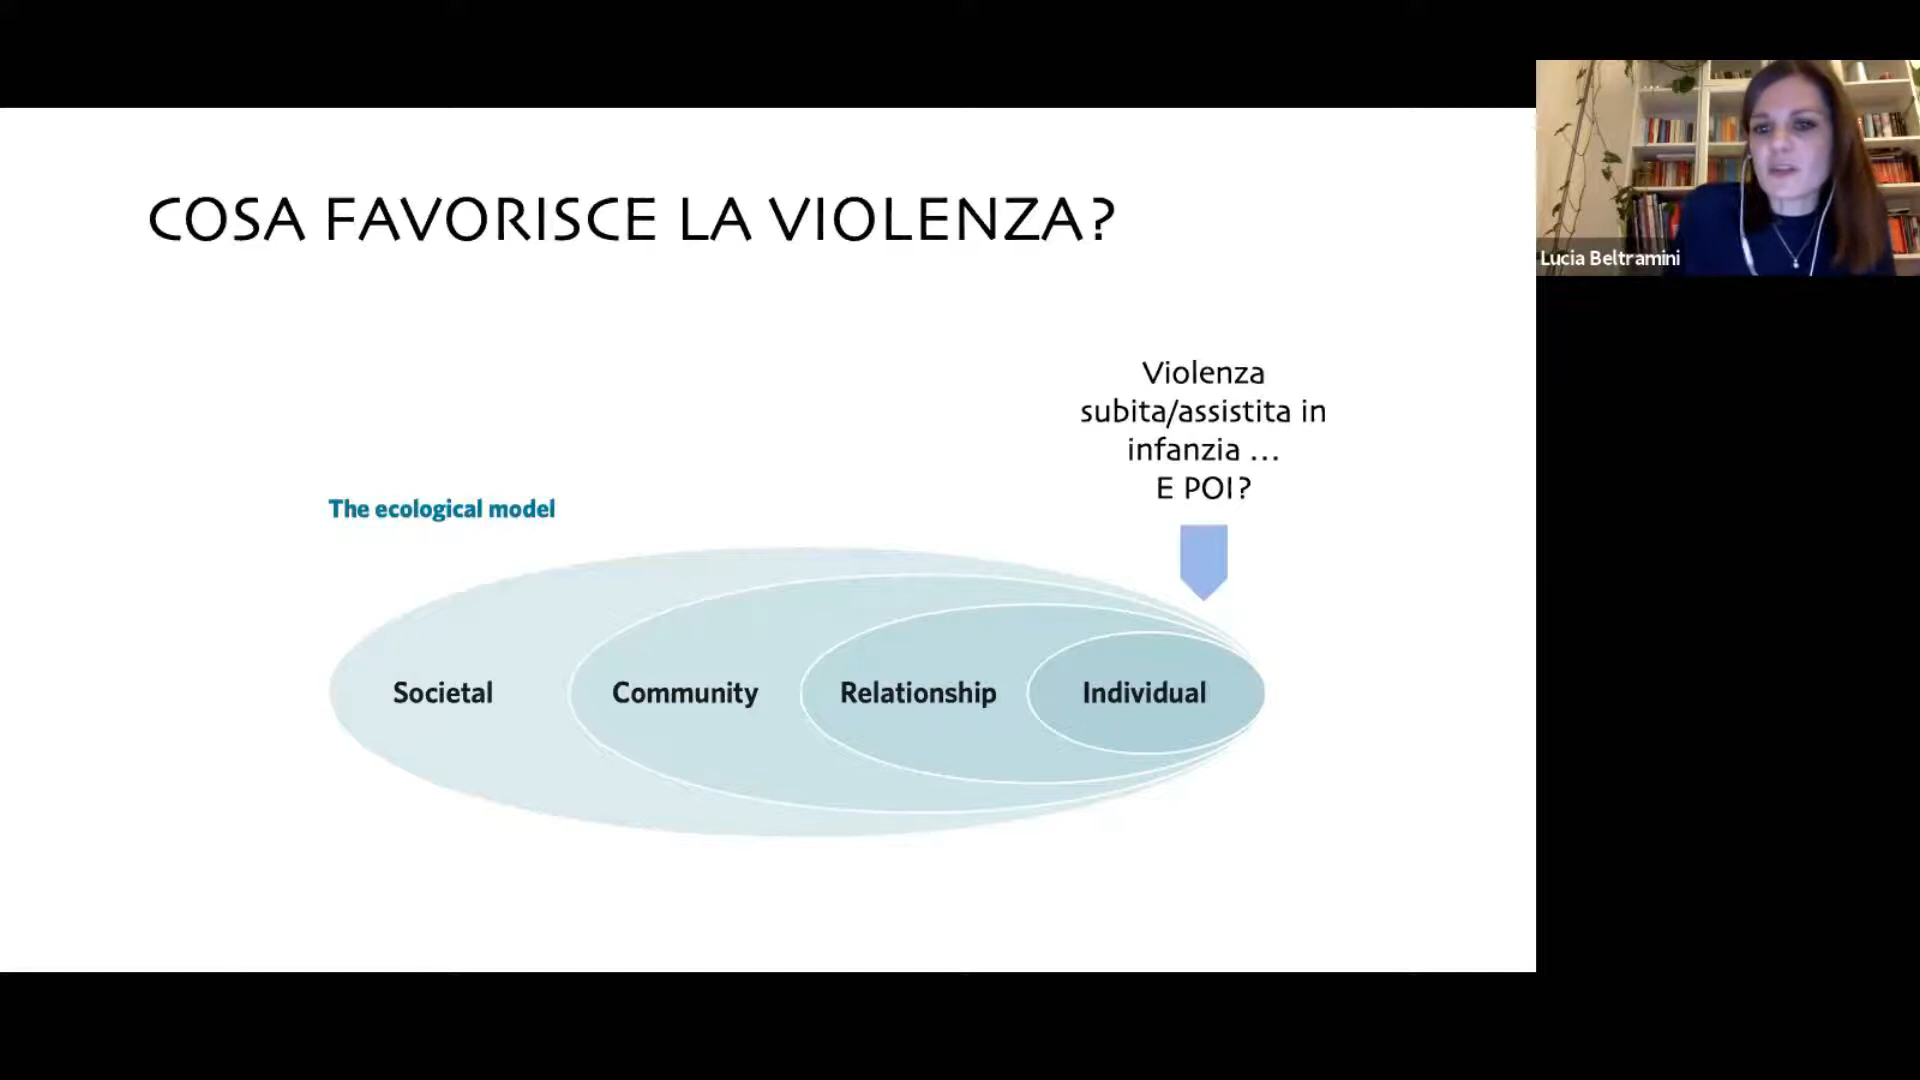 COSA FAVORISCE LA VIOLENZA?
Lucia Beltramini
Violenza
subita/assistita in
infanzia ...
E POI?
The ecological model
Societal
Community
Relationship
Individual